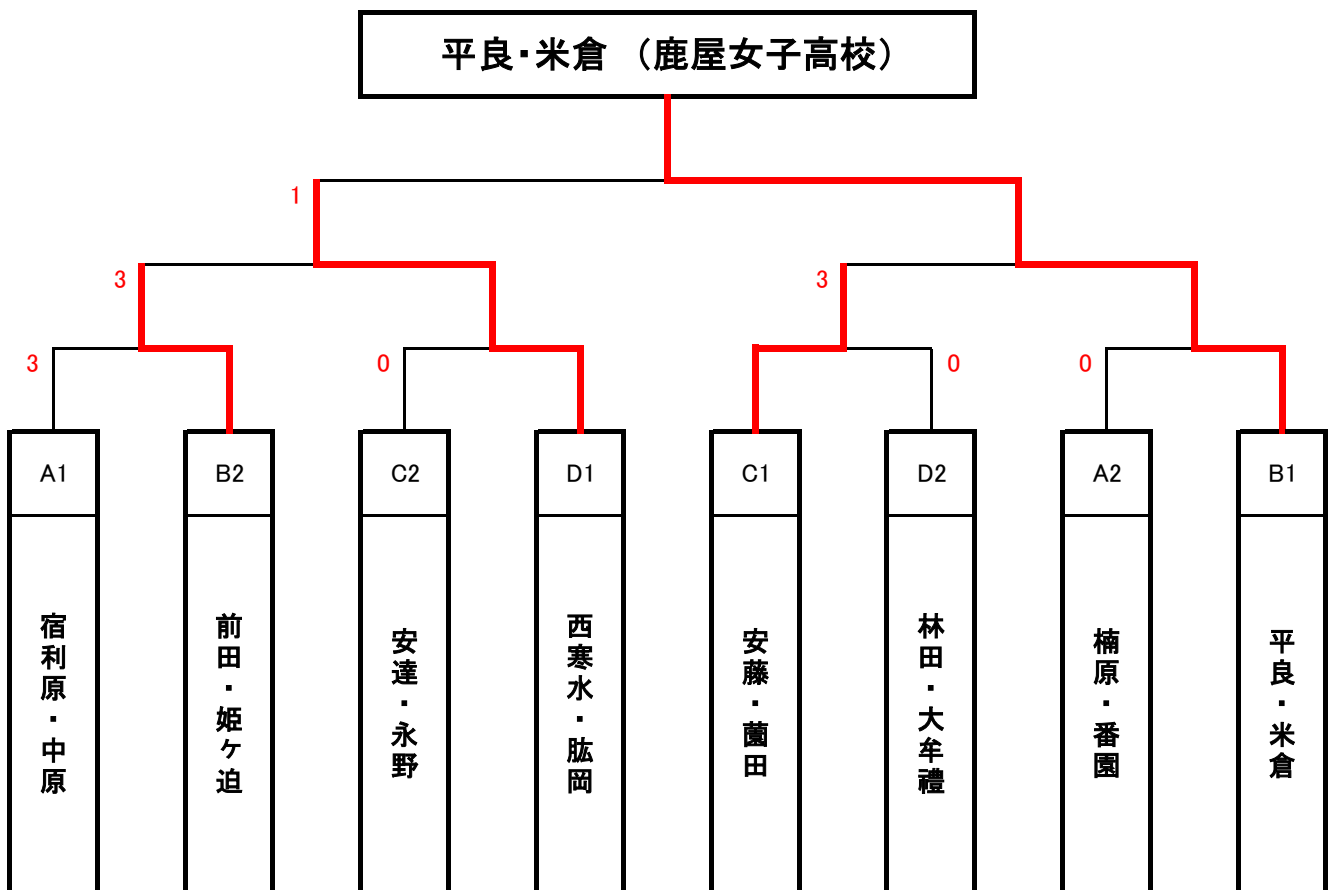 平良・米倉 （鹿屋女子高校）
1
3
3
3
0
0
0
A1
B2
C2
D1
C1
D2
A2
B1
宿利原・中原
前田・姫ヶ迫
安達・永野
西寒水・肱岡
安藤・薗田
林田・大牟禮
楠原・番園
平良・米倉